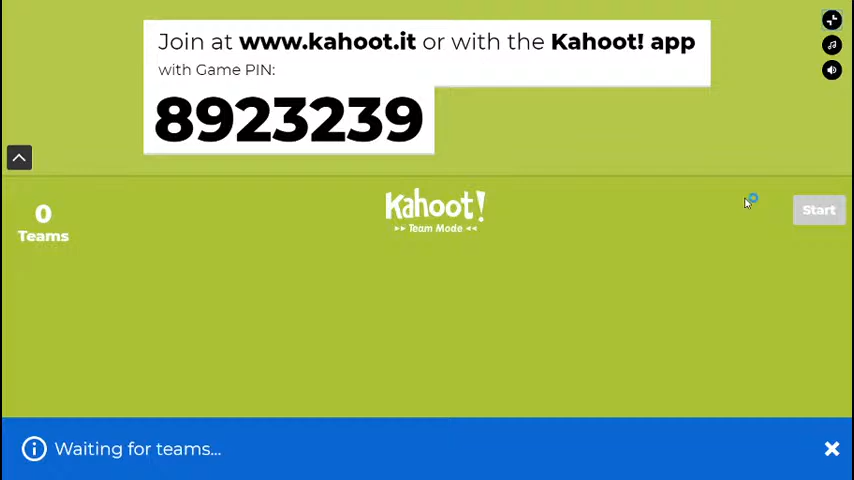 Join at www.kahoot.it or with the Kahoot! app
with Game PIN:
8923239
Kahoot!
Team Mode
0
Teams
Start
Waiting for teams...